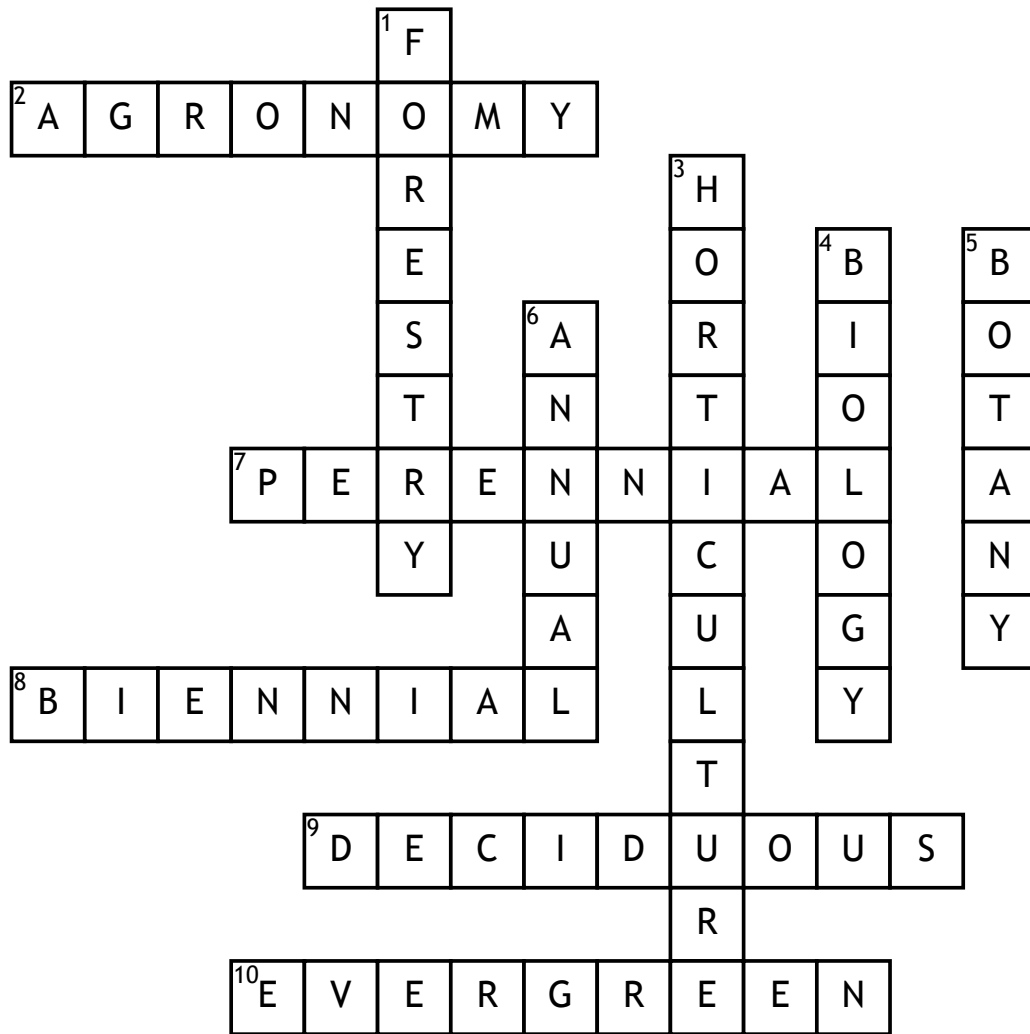 1 F
2 A G R O N O M Y
R 3 H
E O 4 B 5 B
S 6 A R I O
T N T O T
7 P E R E N N I A L A
Y U C O N
A U G Y
8 B I E N N I A L L Y
T
9 D E C I D U O U S
R
10 E V E R G R E E N